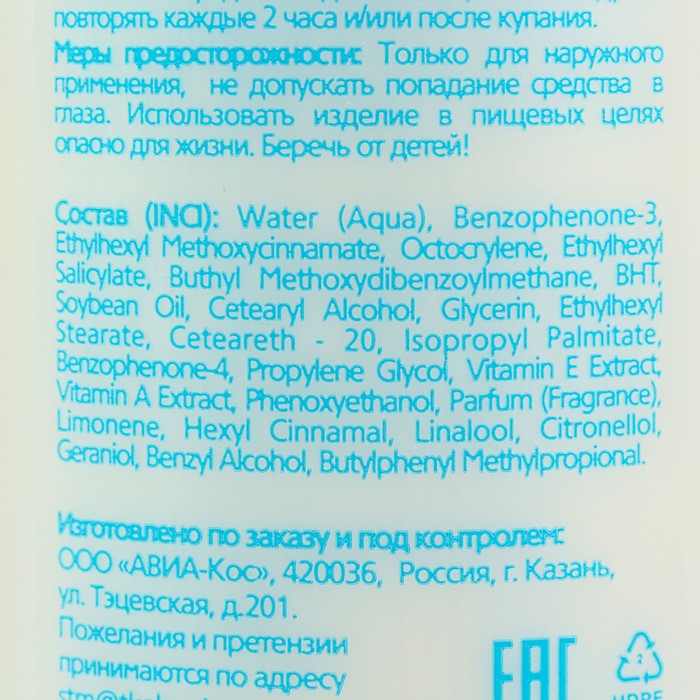 повторять каждые 2 часа и/или после купания.
Меры предосторожности: Только для наружного
применения, не допускать попадание средства в
глаза. Использовать изделие в пищевых целях
опасно для жизни. Беречь от детей!
Состав (INCI): Water (Aqua), Benzophenone-3,
Ethylhexyl Methoxycinnamate, Octocrylene, Ethylhexyl
Salicylate, Buthyl Methoxydibenzoylmethane, BHT,
Soybean Oil, Cetearyl Alcohol, Glycerin, Ethylhexyl
Stearate, Ceteareth - 20, Isopropyl Palmitate,
Benzophenone-4, Propylene Glycol, Vitamin E Extract,
Vitamin A Extract, Phenoxyethanol, Parfum (Fragrance),
Limonene, Hexyl Cinnamal, Linalool, Citronellol,
Geraniol, Benzyl Alcohol, Butylphenyl Methylpropional.
Изготовлено по заказу и под контролем:
ООО «АВИА-Кос», 420036, Россия, г. Казань,
ул. Тэцевская, д.201.
Пожелания и претензии
принимаются по адресу
EAC
2
HDPE